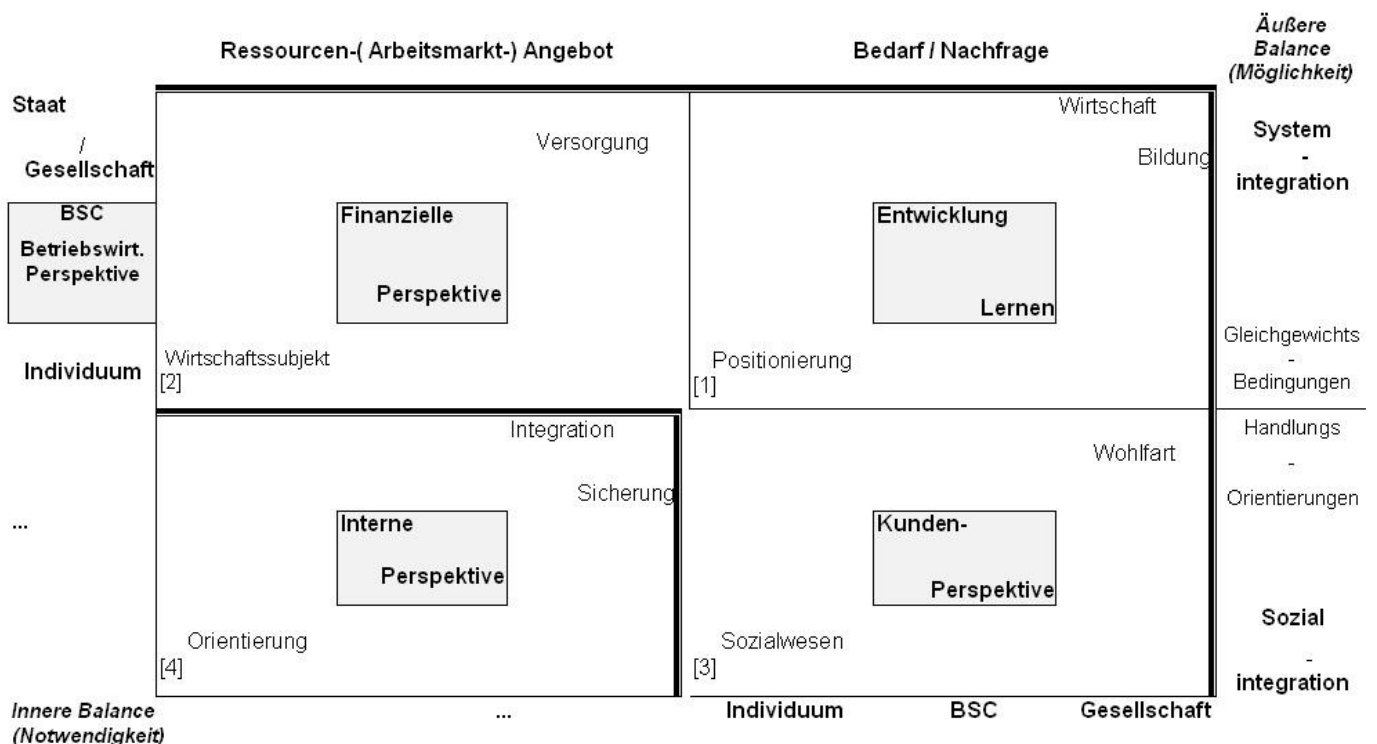 Äußere
Balance
(Möglichkeit)
Ressourcen-( Arbeitsmarkt-) Angebot
Bedarf / Nachfrage
Staat
/
Gesellschaft
Wirtschaft
Versorgung
Bildung
System
-
integration
BSC
Betriebswirt.
Perspektive
Finanzielle
Perspektive
Entwicklung
Lernen
Individuum
Wirtschaftssubjekt
[2]
Positionierung
[1]
Gleichgewichts
-
Bedingungen
Handlungs
-
Orientierungen
Integration
Sicherung
Wohlfart
...
Interne
Perspektive
Kunden-
Perspektive
Orientierung
[4]
Sozialwesen
[3]
Sozial
-
integration
Innere Balance
(Notwendigkeit)
...
Individuum
BSC
Gesellschaft